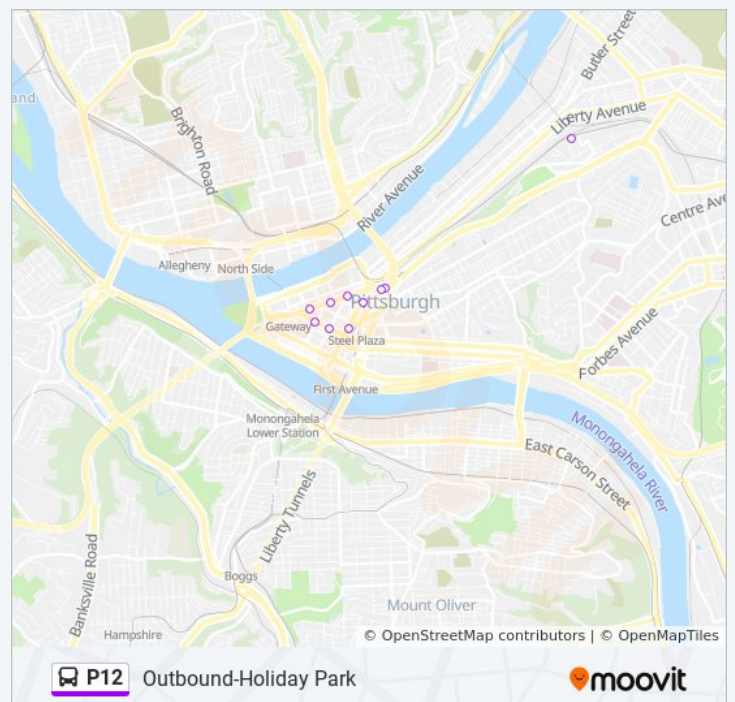 Butler Street
and
Liberty Avenue
Brighton Road
River Avenue
Centre Ave
Allegheny
North Side
Pittsburgh
Gateway
Steel Plaza
Forbes Avenue
First Avenue
Monongahela
Lower Station
Monongahela River
East Carson Street
Liberty Tunnels
Banksville Road
Boggs
Mount Oliver
Hampshire
© OpenStreetMap contributors | © OpenMapTiles
P12 Outbound-Holiday Park
moovit